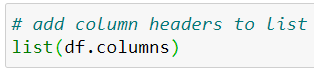 # add column headers to list
list(df.columns)